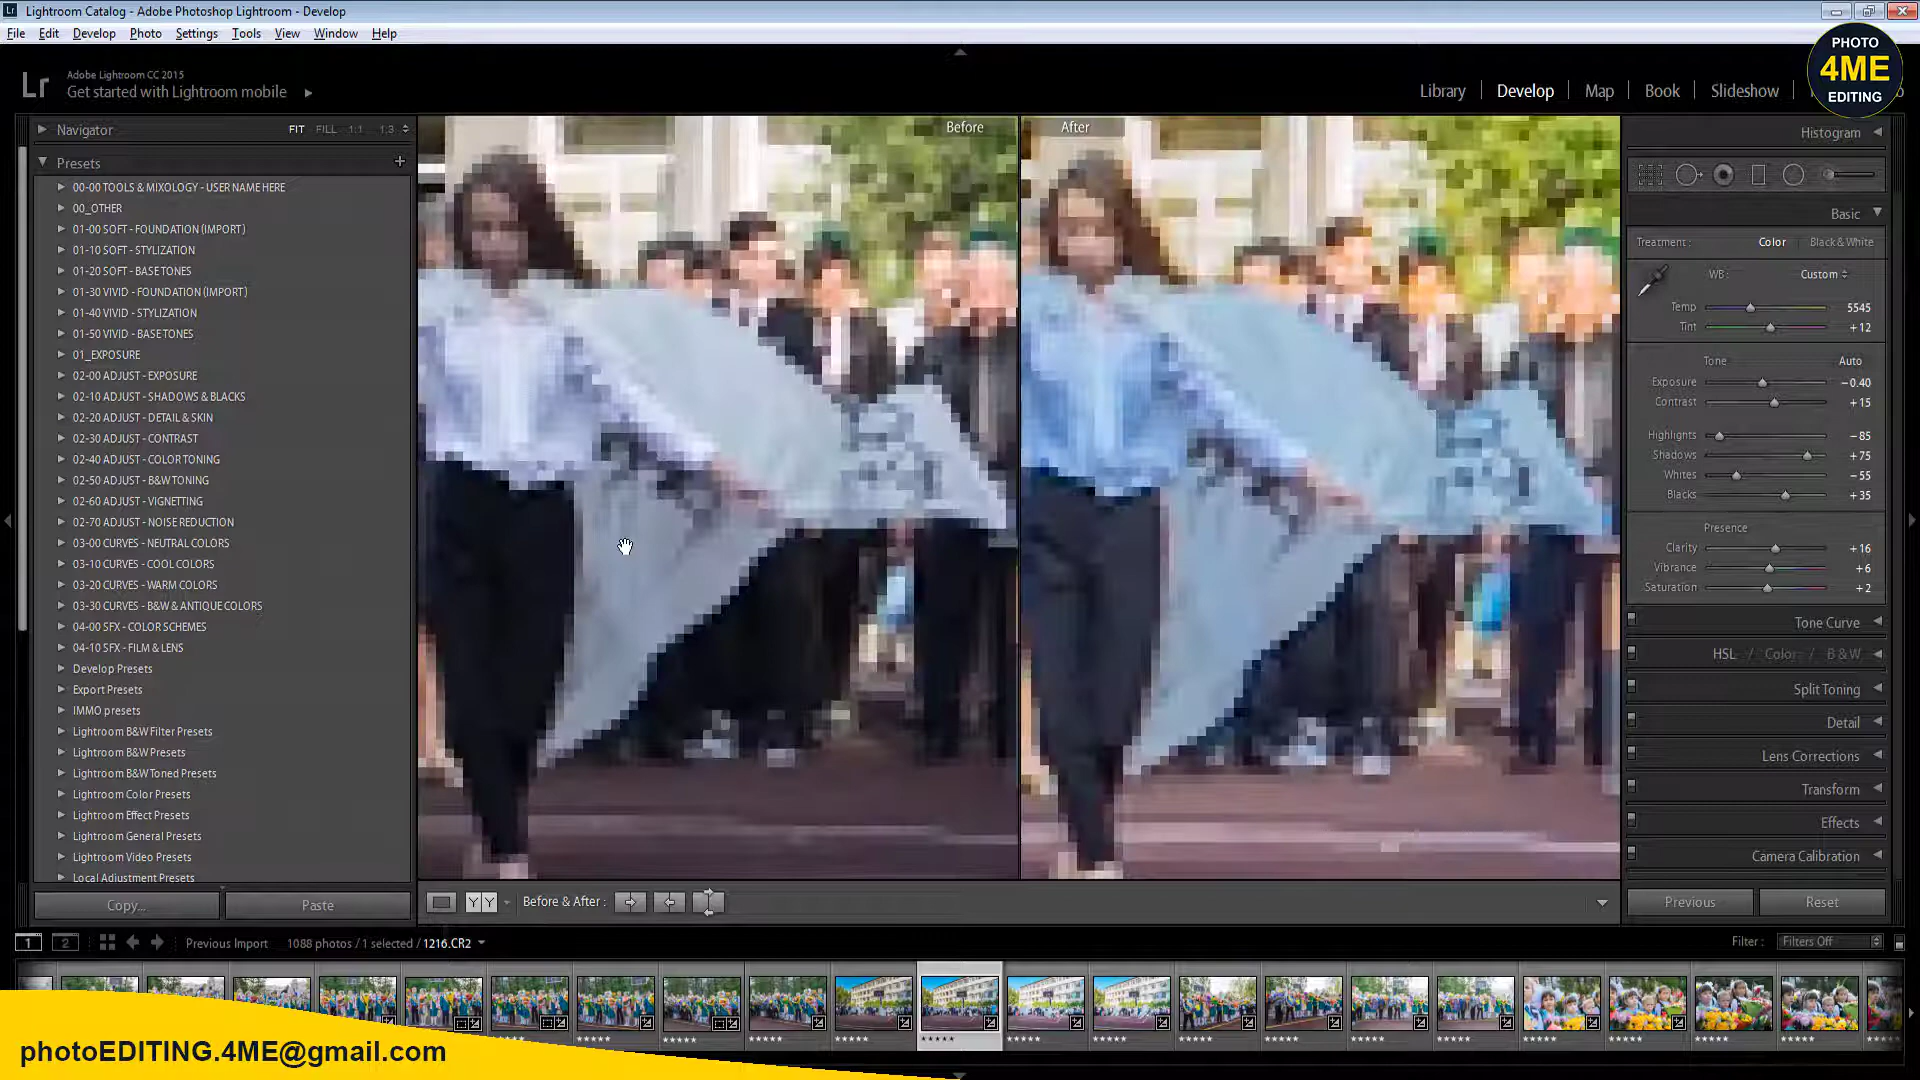 Lightroom Catalog - Adobe Photoshop Lightroom - Develop
File Edit Develop Photo Settings Tools View Window Help
PHOTO
4ME
EDITING
Lr
Adobe Lightroom CC 2015
Get started with Lightroom mobile
Library Develop Map Book Slideshow
Navigator FIT FILL 1:1 1:3
Presets +
00-00 TOOLS & MIXOLOGY - USER NAME HERE
00_OTHER
01-00 SOFT - FOUNDATION (IMPORT)
01-10 SOFT - STYLIZATION
01-20 SOFT - BASE TONES
01-30 VIVID - FOUNDATION (IMPORT)
01-40 VIVID - STYLIZATION
01-50 VIVID - BASE TONES
01_EXPOSURE
02-00 ADJUST - EXPOSURE
02-10 ADJUST - SHADOWS & BLACKS
02-20 ADJUST - DETAIL & SKIN
02-30 ADJUST - CONTRAST
02-40 ADJUST - COLOR TONING
02-50 ADJUST - B&W TONING
02-60 ADJUST - VIGNETTING
02-70 ADJUST - NOISE REDUCTION
03-00 CURVES - NEUTRAL COLORS
03-10 CURVES - COOL COLORS
03-20 CURVES - WARM COLORS
03-30 CURVES - B&W & ANTIQUE COLORS
04-00 SFX - COLOR SCHEMES
04-10 SFX - FILM & LENS
Develop Presets
Export Presets
IMMO presets
Lightroom B&W Filter Presets
Lightroom B&W Presets
Lightroom B&W Toned Presets
Lightroom Color Presets
Lightroom Effect Presets
Lightroom General Presets
Lightroom Video Presets
Local Adjustment Presets
Copy... Paste
Before After
Histogram
Basic
Treatment : Color Black & White
WB : Custom
Temp 5545
Tint +12
Tone Auto
Exposure −0.40
Contrast +15
Highlights −85
Shadows +75
Whites −55
Blacks +35
Presence
Clarity +16
Vibrance +6
Saturation +2
Tone Curve
HSL / Color / B & W
Split Toning
Detail
Lens Corrections
Transform
Effects
Camera Calibration
Previous Reset
YY Before & After :
1 2 Previous Import 1088 photos / 1 selected / 1216.CR2
Filter : Filters Off
photoEDITING.4ME@gmail.com